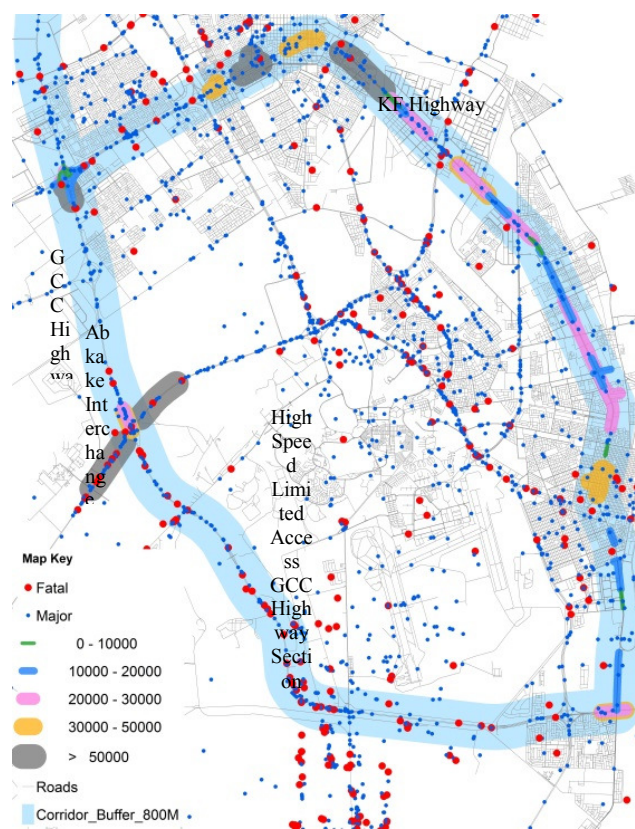 KF Highway
G
C
C
Hi
gh
wa
Ab
ka
ke
Int
erc
ha
ng
e
High
Spee
d
Limi
ted
Acce
ss
GCC
High
way
Secti
on
Map Key
Fatal
Major
0 - 10000
10000 - 20000
20000 - 30000
30000 - 50000
> 50000
Roads
Corridor_Buffer_800M